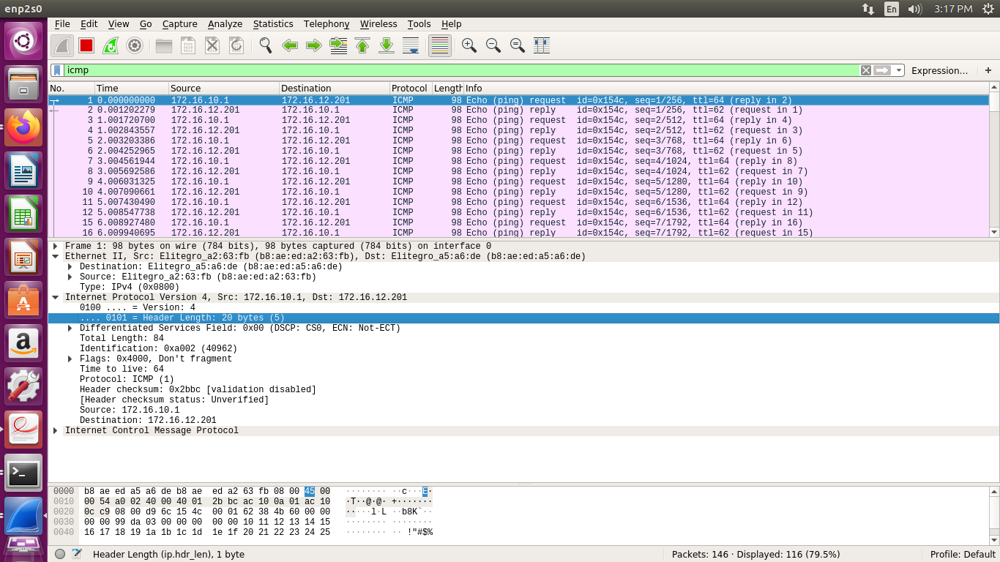 enp2s0
En 3:17 PM
File Edit View Go Capture Analyze Statistics Telephony Wireless Tools Help
icmp Expression… +
No. Time Source Destination Protocol Length Info
1 0.000000000 172.16.10.1 172.16.12.201 ICMP 98 Echo (ping) request id=0x154c, seq=1/256, ttl=64 (reply in 2)
2 0.001202279 172.16.12.201 172.16.10.1 ICMP 98 Echo (ping) reply id=0x154c, seq=1/256, ttl=62 (request in 1)
3 1.001720700 172.16.10.1 172.16.12.201 ICMP 98 Echo (ping) request id=0x154c, seq=2/512, ttl=64 (reply in 4)
4 1.002843557 172.16.12.201 172.16.10.1 ICMP 98 Echo (ping) reply id=0x154c, seq=2/512, ttl=62 (request in 3)
5 2.003203386 172.16.10.1 172.16.12.201 ICMP 98 Echo (ping) request id=0x154c, seq=3/768, ttl=64 (reply in 6)
6 2.004252965 172.16.12.201 172.16.10.1 ICMP 98 Echo (ping) reply id=0x154c, seq=3/768, ttl=62 (request in 5)
7 3.004561944 172.16.10.1 172.16.12.201 ICMP 98 Echo (ping) request id=0x154c, seq=4/1024, ttl=64 (reply in 8)
8 3.005692586 172.16.12.201 172.16.10.1 ICMP 98 Echo (ping) reply id=0x154c, seq=4/1024, ttl=62 (request in 7)
9 4.006031325 172.16.10.1 172.16.12.201 ICMP 98 Echo (ping) request id=0x154c, seq=5/1280, ttl=64 (reply in 10)
10 4.007090661 172.16.12.201 172.16.10.1 ICMP 98 Echo (ping) reply id=0x154c, seq=5/1280, ttl=62 (request in 9)
11 5.007430490 172.16.10.1 172.16.12.201 ICMP 98 Echo (ping) request id=0x154c, seq=6/1536, ttl=64 (reply in 12)
12 5.008547738 172.16.12.201 172.16.10.1 ICMP 98 Echo (ping) reply id=0x154c, seq=6/1536, ttl=62 (request in 11)
15 6.008927480 172.16.10.1 172.16.12.201 ICMP 98 Echo (ping) request id=0x154c, seq=7/1792, ttl=64 (reply in 16)
16 6.009940695 172.16.12.201 172.16.10.1 ICMP 98 Echo (ping) reply id=0x154c, seq=7/1792, ttl=62 (request in 15)
Frame 1: 98 bytes on wire (784 bits), 98 bytes captured (784 bits) on interface 0
Ethernet II, Src: Elitegro_a2:63:fb (b8:ae:ed:a2:63:fb), Dst: Elitegro_a5:a6:de (b8:ae:ed:a5:a6:de)
Destination: Elitegro_a5:a6:de (b8:ae:ed:a5:a6:de)
Source: Elitegro_a2:63:fb (b8:ae:ed:a2:63:fb)
Type: IPv4 (0x0800)
Internet Protocol Version 4, Src: 172.16.10.1, Dst: 172.16.12.201
0100 .... = Version: 4
.... 0101 = Header Length: 20 bytes (5)
Differentiated Services Field: 0x00 (DSCP: CS0, ECN: Not-ECT)
Total Length: 84
Identification: 0xa002 (40962)
Flags: 0x4000, Don't fragment
Time to live: 64
Protocol: ICMP (1)
Header checksum: 0x2bbc [validation disabled]
[Header checksum status: Unverified]
Source: 172.16.10.1
Destination: 172.16.12.201
Internet Control Message Protocol
0000 b8 ae ed a5 a6 de b8 ae ed a2 63 fb 08 00 45 00 ········ ··c···E·
0010 00 54 a0 02 40 00 40 01 2b bc ac 10 0a 01 ac 10 ·T··@·@· +·······
0020 0c c9 08 00 d9 6c 15 4c 00 01 62 38 4b 60 00 00 ·····l·L ··b8K`··
0030 00 00 99 da 03 00 00 00 00 00 10 11 12 13 14 15 ········ ········
0040 16 17 18 19 1a 1b 1c 1d 1e 1f 20 21 22 23 24 25 ········ ·· !"#$%
Header Length (ip.hdr_len), 1 byte Packets: 146 · Displayed: 116 (79.5%) Profile: Default